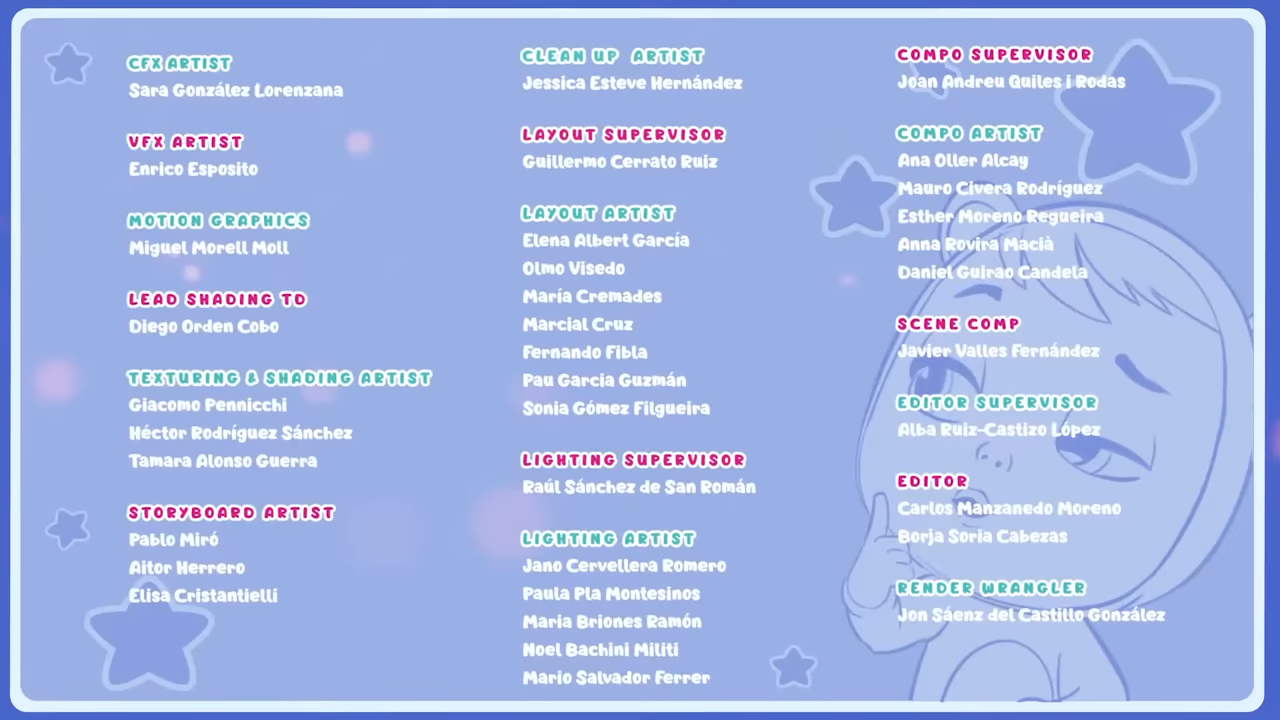 CFX ARTIST
Sara González Lorenzana
VFX ARTIST
Enrico Esposito
MOTION GRAPHICS
Miguel Morell Moll
LEAD SHADING TD
Diego Orden Cobo
TEXTURING & SHADING ARTIST
Giacomo Pennicchi
Héctor Rodríguez Sánchez
Tamara Alonso Guerra
STORYBOARD ARTIST
Pablo Miró
Aitor Herrero
Elisa Cristantielli
CLEAN UP ARTIST
Jessica Esteve Hernández
LAYOUT SUPERVISOR
Guillermo Cerrato Ruiz
LAYOUT ARTIST
Elena Albert García
Olmo Visedo
María Cremades
Marcial Cruz
Fernando Fibla
Pau Garcia Guzmán
Sonia Gómez Filgueira
LIGHTING SUPERVISOR
Raúl Sánchez de San Román
LIGHTING ARTIST
Jano Cervellera Romero
Paula Pla Montesinos
Maria Briones Ramón
Noel Bachini Militi
Mario Salvador Ferrer
COMPO SUPERVISOR
Joan Andreu Quiles i Rodas
COMPO ARTIST
Ana Oller Alcay
Mauro Civera Rodríguez
Esther Moreno Regueira
Anna Rovira Macià
Daniel Guirao Candela
SCENE COMP
Javier Valles Fernández
EDITOR SUPERVISOR
Alba Ruiz-Castizo López
EDITOR
Carlos Manzanedo Moreno
Borja Soria Cabezas
RENDER WRANGLER
Jon Sáenz del Castillo González